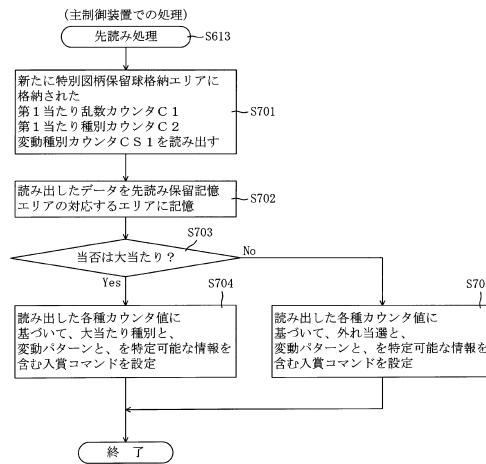 (主制御装置での処理)
先読み処理
S613
新たに特別図柄保留球格納エリアに
格納された
第1当たり乱数カウンタC1
第1当たり種別カウンタC2
変動種別カウンタCS1を読み出す
S701
読み出したデータを先読み保留記憶
エリアの対応するエリアに記憶
S702
S703
当否は大当たり?
No
Yes
S704
読み出した各種カウンタ値に
基づいて、大当たり種別と、
変動パターンと、を特定可能な情報を
含む入賞コマンドを設定
S70
読み出した各種カウンタ値に
基づいて、外れ当選と、
変動パターンと、を特定可能な情報を
含む入賞コマンドを設定
終 了